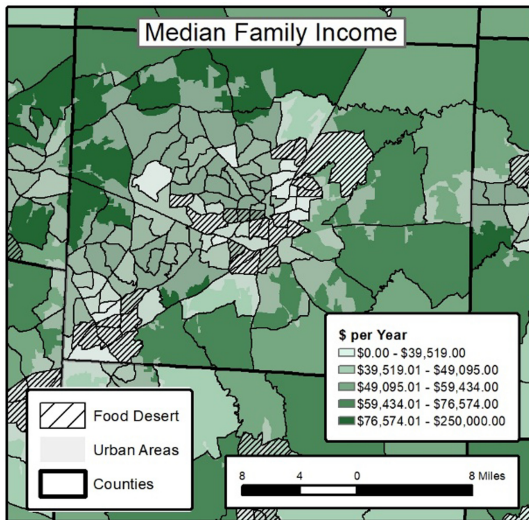 Median Family Income
$ per Year
$0.00 - $39,519.00
$39,519.01 - $49,095.00
$49,095.01 - $59,434.00
$59,434.01 - $76,574.00
$76,574.01 - $250,000.00
Food Desert
Urban Areas
Counties
8 4 0 8 Miles